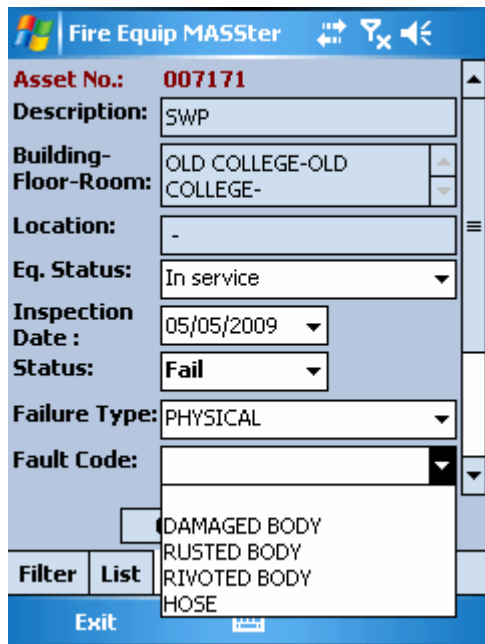 Fire Equip MASSter
Asset No.: 007171
Description: SWP
Building-
Floor-Room:
OLD COLLEGE-OLD
COLLEGE-
Location: -
Eq. Status: In service
Inspection
Date :
05/05/2009
Status: Fail
Failure Type: PHYSICAL
Fault Code:
DAMAGED BODY
RUSTED BODY
RIVOTED BODY
HOSE
Filter List
Exit